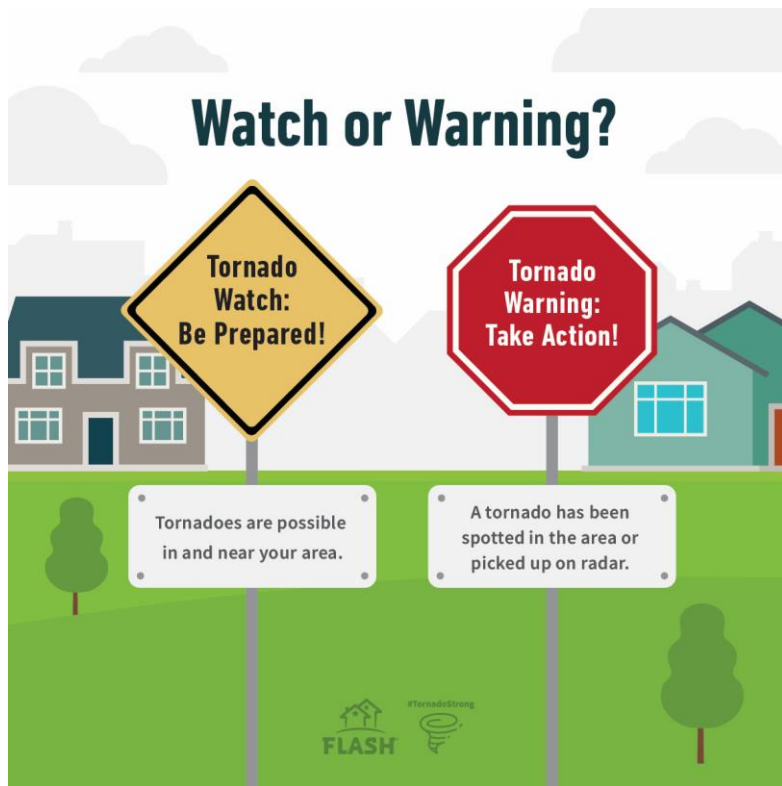 Watch or Warning?
Tornado
Watch:
Be Prepared!
Tornado
Warning:
Take Action!
Tornadoes are possible
in and near your area.
A tornado has been
spotted in the area or
picked up on radar.
#TornadoStrong
FLASH